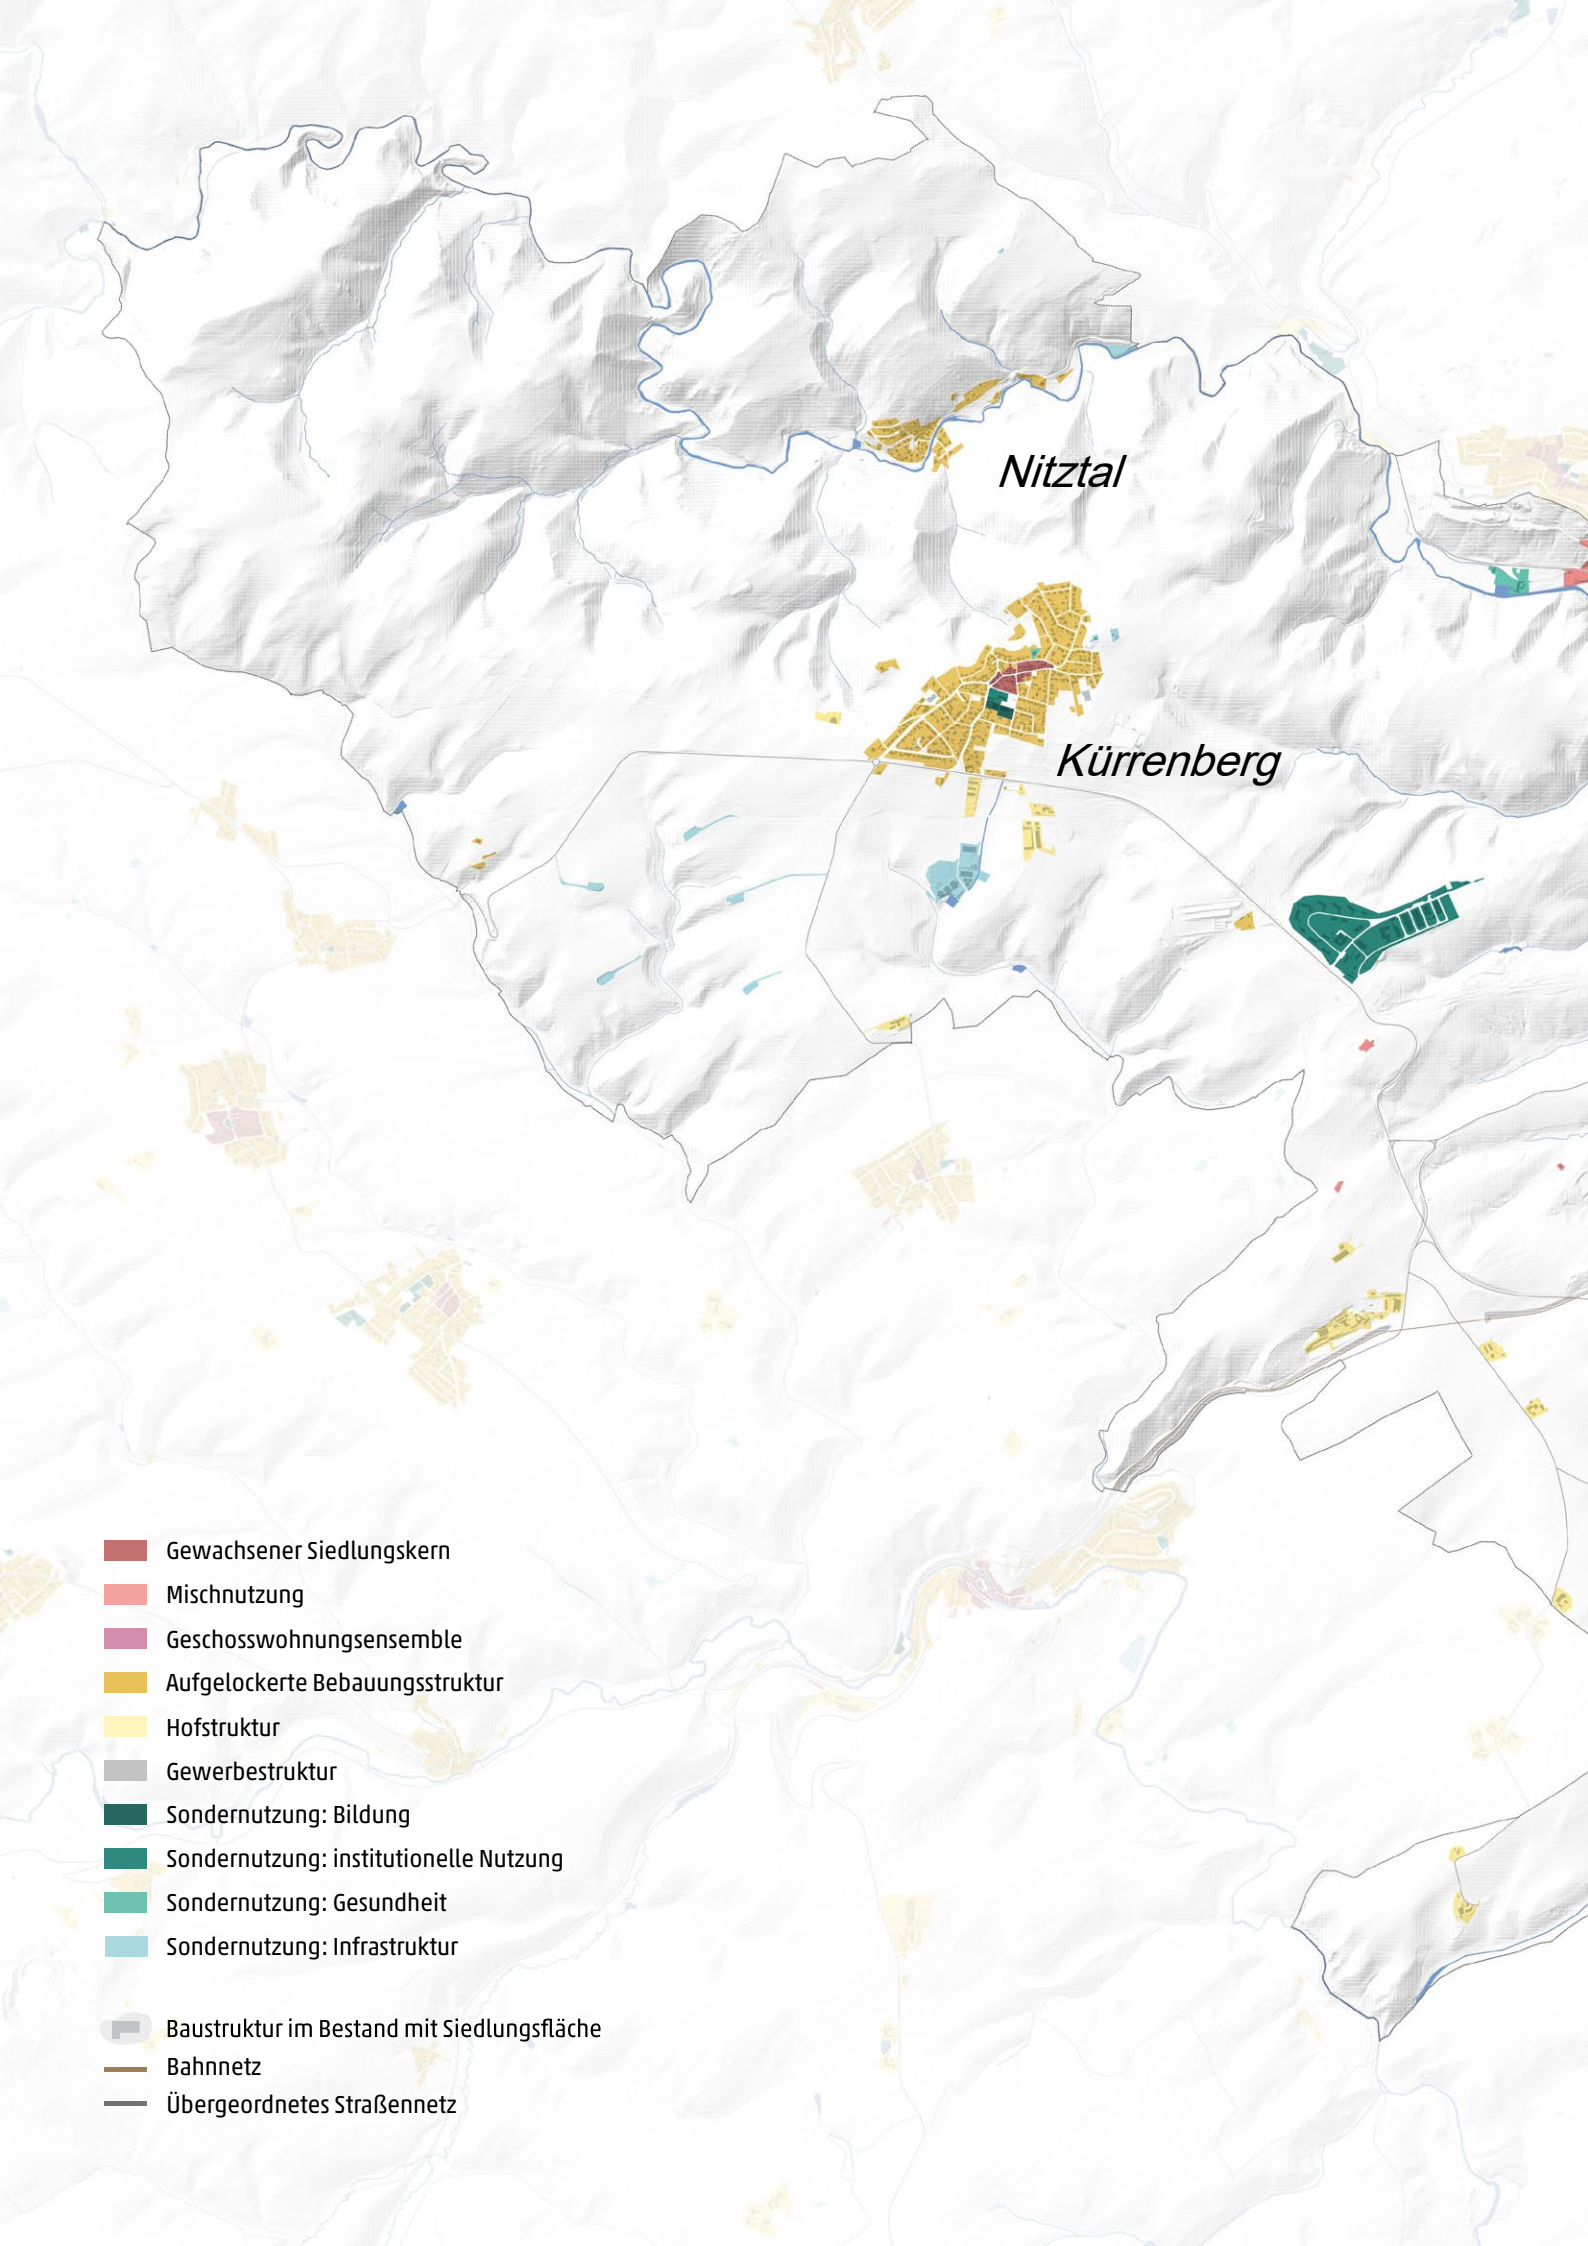 Nitztal
Kürrenberg
Gewachsener Siedlungskern
Mischnutzung
Geschosswohnungsensemble
Aufgelockerte Bebauungsstruktur
Hofstruktur
Gewerbestruktur
Sondernutzung: Bildung
Sondernutzung: institutionelle Nutzung
Sondernutzung: Gesundheit
Sondernutzung: Infrastruktur
Baustruktur im Bestand mit Siedlungsfläche
Bahnnetz
Übergeordnetes Straßennetz